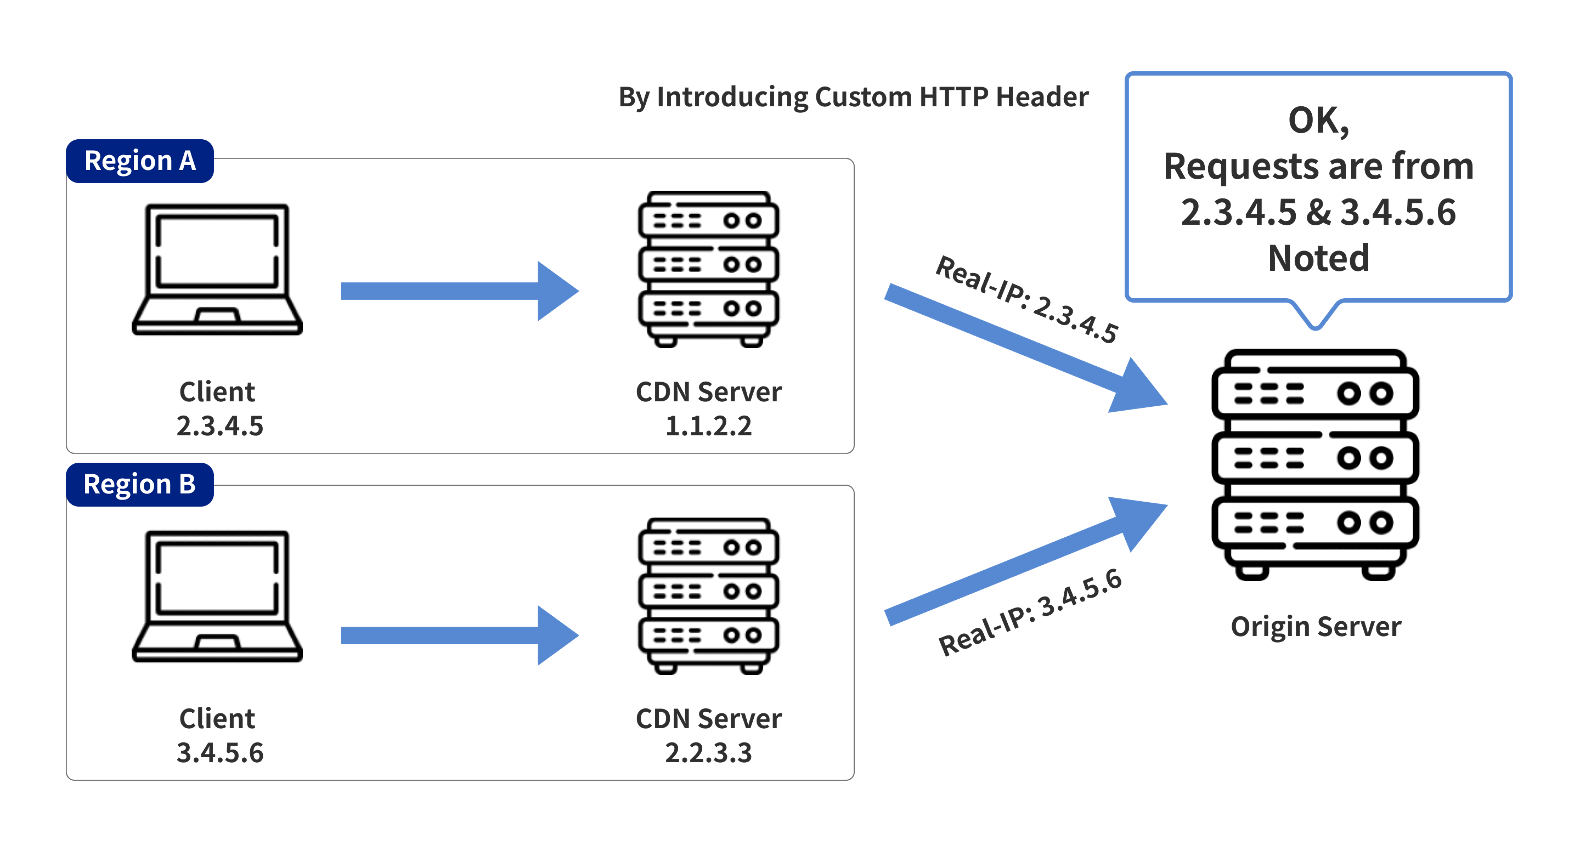 By Introducing Custom HTTP Header
OK,
Requests are from
2.3.4.5 & 3.4.5.6
Noted
Region A
Client
2.3.4.5
CDN Server
1.1.2.2
Real-IP: 2.3.4.5
Region B
Client
3.4.5.6
CDN Server
2.2.3.3
Real-IP: 3.4.5.6
Origin Server